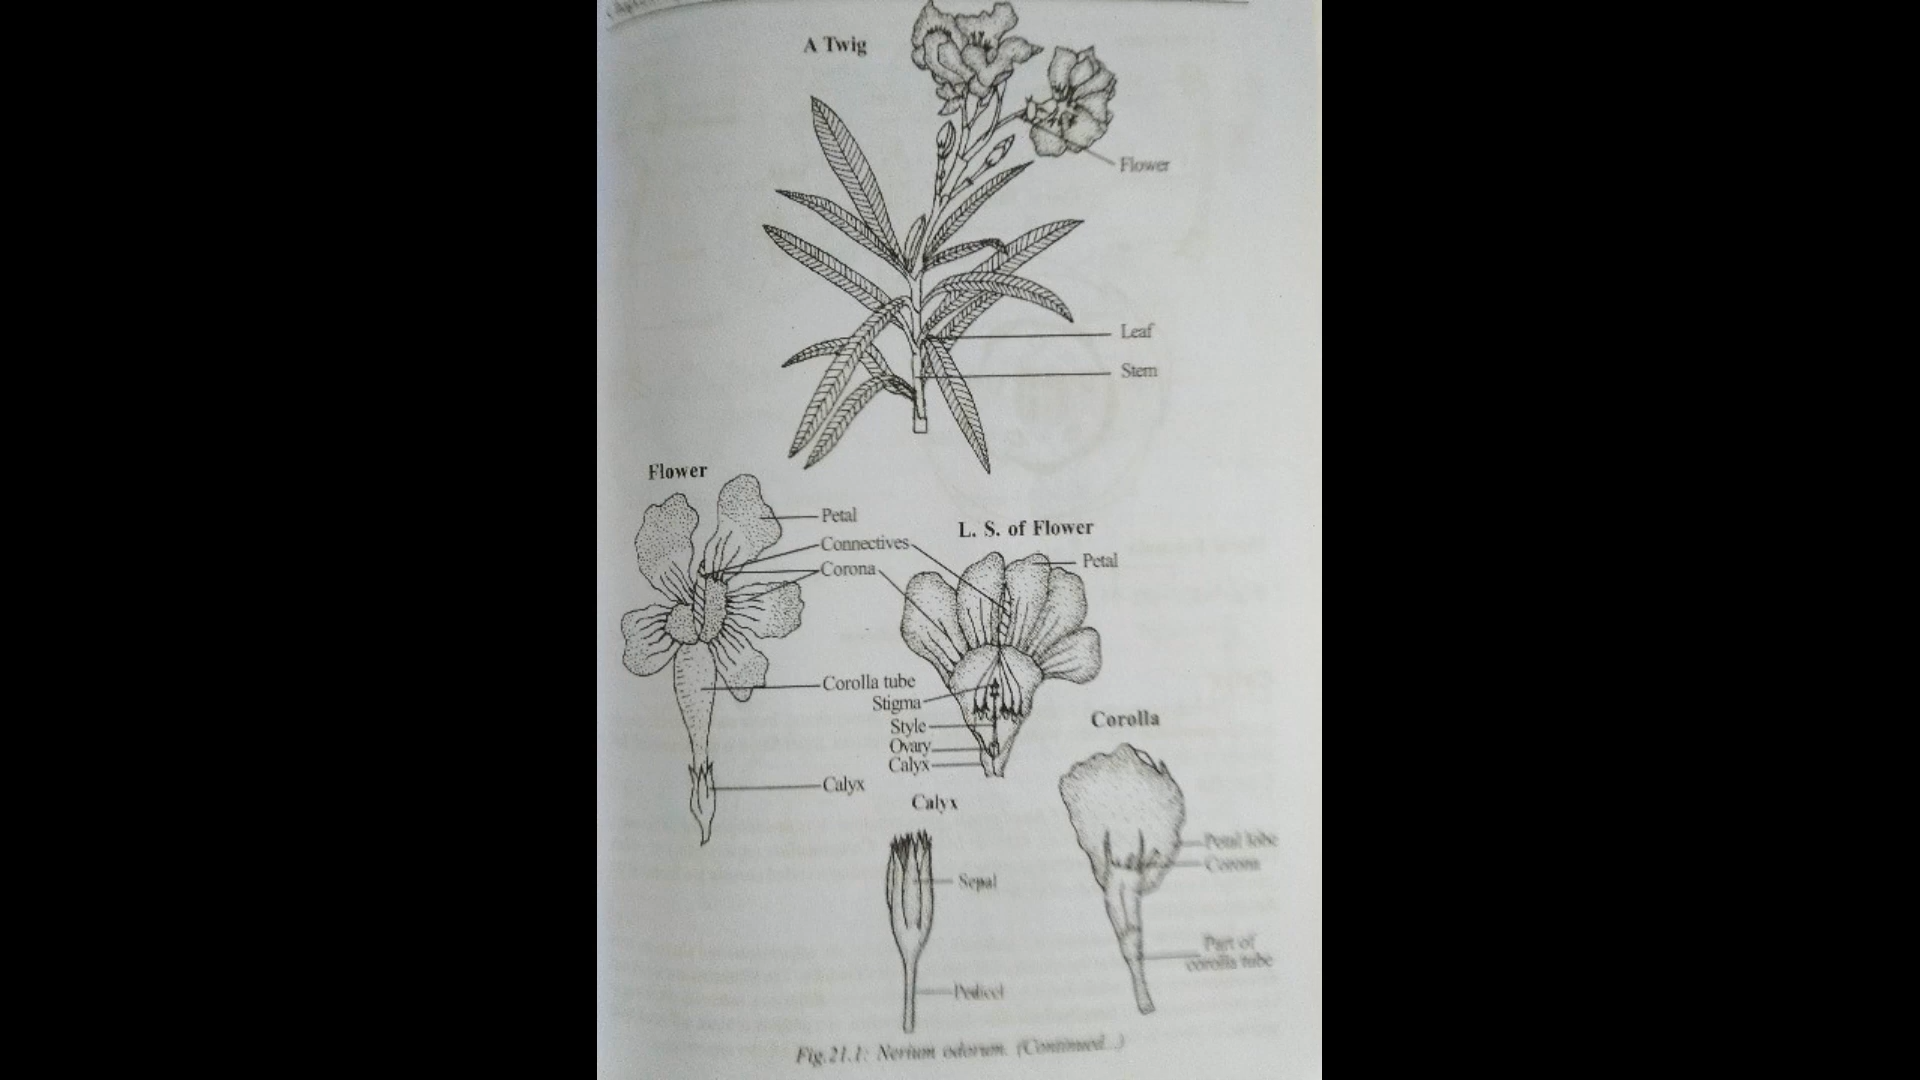 A Twig
Flower
Leaf
Stem
Flower
Petal
Connectives
Corona
L. S. of Flower
Petal
Corolla tube
Stigma
Style
Ovary
Calyx
Calyx
Corolla
Calyx
Petal lobe
Corona
Sepal
Part of
corolla tube
Pedicel
Fig.21.1: Nerium odorum. (Continued...)